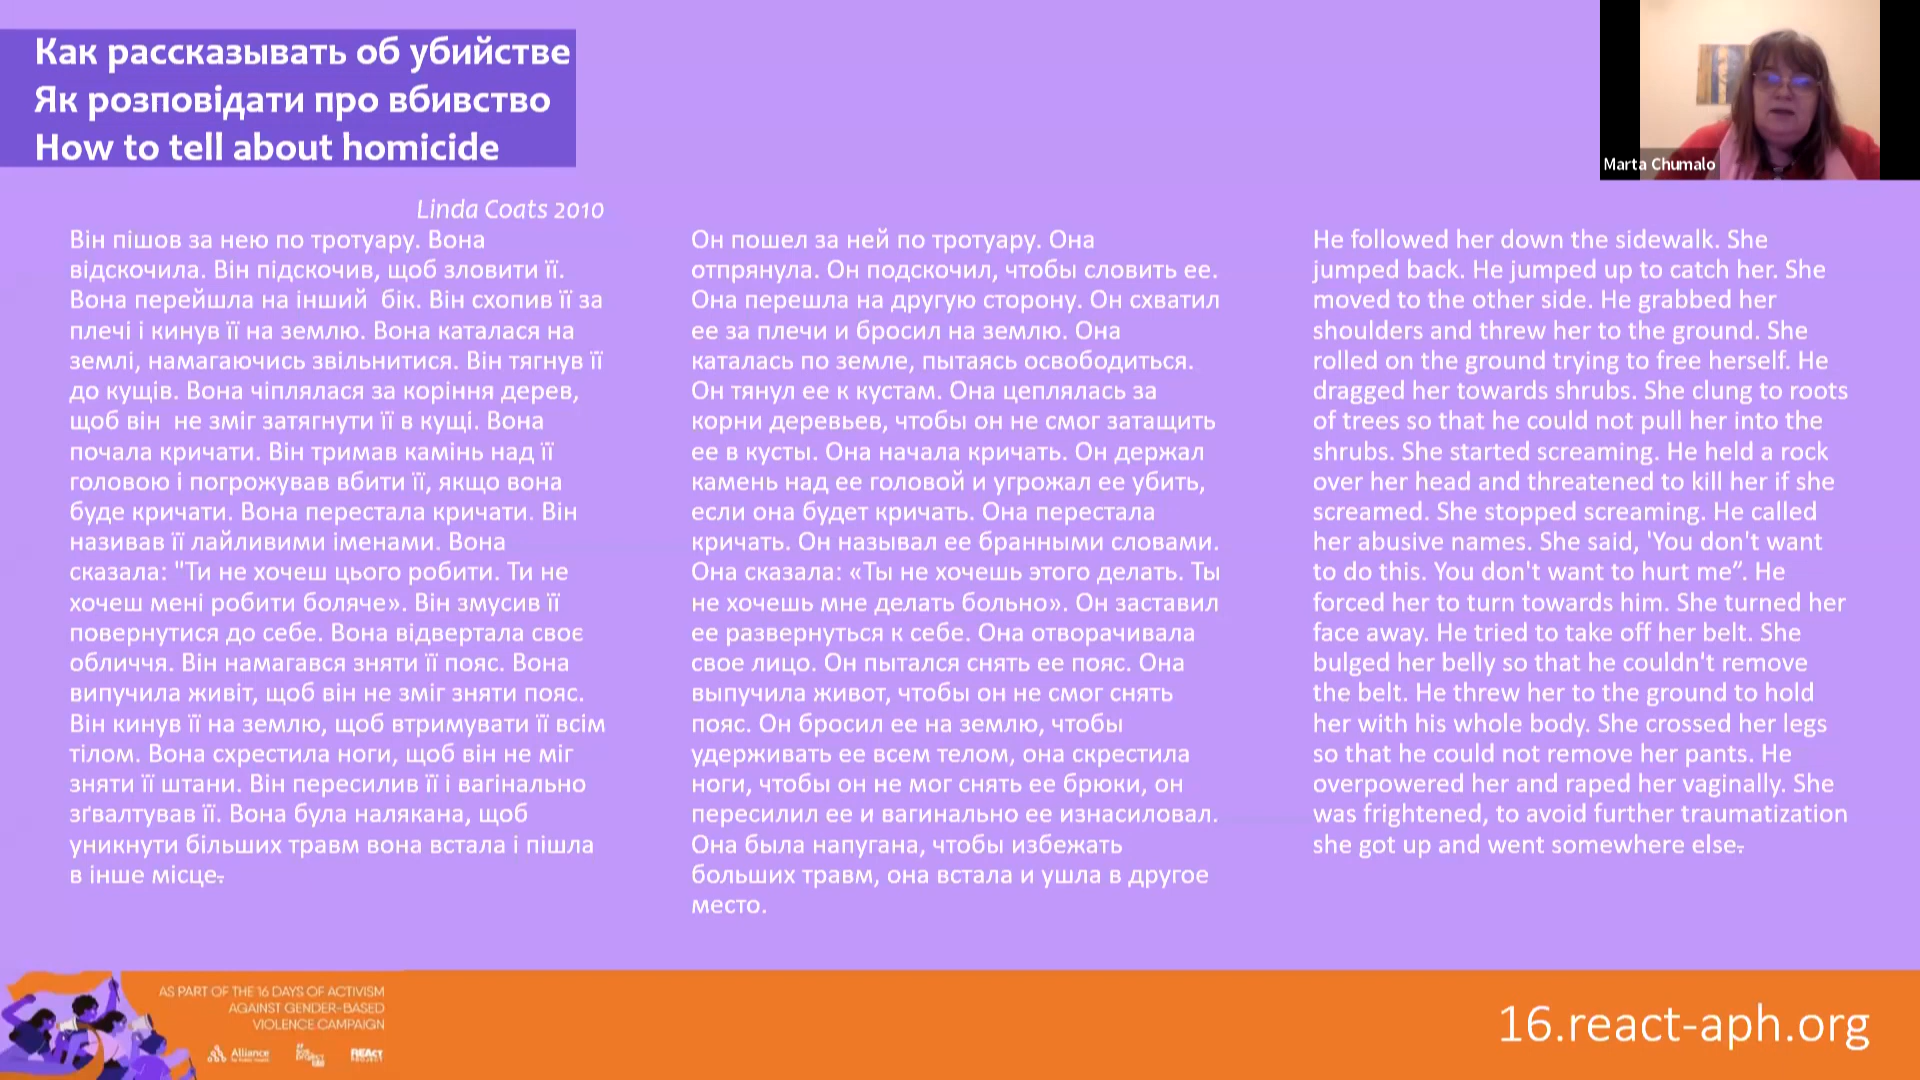 Как рассказывать об убийстве
Як розповідати про вбивство
How to tell about homicide
Marta Chumalo
Linda Coats 2010
Він пішов за нею по тротуару. Вона
відскочила. Він підскочив, щоб зловити її.
Вона перейшла на інший  бік. Він схопив її за
плечі і кинув її на землю. Вона каталася на
землі, намагаючись звільнитися. Він тягнув її
до кущів. Вона чіплялася за коріння дерев,
щоб він  не зміг затягнути її в кущі. Вона
почала кричати. Він тримав камінь над її
головою і погрожував вбити її, якщо вона
буде кричати. Вона перестала кричати. Він
називав її лайливими іменами. Вона
сказала: "Ти не хочеш цього робити. Ти не
хочеш мені робити боляче». Він змусив її
повернутися до себе. Вона відвертала своє
обличчя. Він намагався зняти її пояс. Вона
випучила живіт, щоб він не зміг зняти пояс.
Він кинув її на землю, щоб втримувати її всім
тілом. Вона схрестила ноги, щоб він не міг
зняти її штани. Він пересилив її і вагінально
зґвалтував її. Вона була налякана, щоб
уникнути більших травм вона встала і пішла
в інше місце.
Он пошел за ней по тротуару. Она
отпрянула. Он подскочил, чтобы словить ее.
Она перешла на другую сторону. Он схватил
ее за плечи и бросил на землю. Она
каталась по земле, пытаясь освободиться.
Он тянул ее к кустам. Она цеплялась за
корни деревьев, чтобы он не смог затащить
ее в кусты. Она начала кричать. Он держал
камень над ее головой и угрожал ее убить,
если она будет кричать. Она перестала
кричать. Он называл ее бранными словами.
Она сказала: «Ты не хочешь этого делать. Ты
не хочешь мне делать больно». Он заставил
ее развернуться к себе. Она отворачивала
свое лицо. Он пытался снять ее пояс. Она
выпучила живот, чтобы он не смог снять
пояс. Он бросил ее на землю, чтобы
удерживать ее всем телом, она скрестила
ноги, чтобы он не мог снять ее брюки, он
пересилил ее и вагинально ее изнасиловал.
Она была напугана, чтобы избежать
больших травм, она встала и ушла в другое
место.
He followed her down the sidewalk. She
jumped back. He jumped up to catch her. She
moved to the other side. He grabbed her
shoulders and threw her to the ground. She
rolled on the ground trying to free herself. He
dragged her towards shrubs. She clung to roots
of trees so that he could not pull her into the
shrubs. She started screaming. He held a rock
over her head and threatened to kill her if she
screamed. She stopped screaming. He called
her abusive names. She said, 'You don't want
to do this. You don't want to hurt me”. He
forced her to turn towards him. She turned her
face away. He tried to take off her belt. She
bulged her belly so that he couldn't remove
the belt. He threw her to the ground to hold
her with his whole body. She crossed her legs
so that he could not remove her pants. He
overpowered her and raped her vaginally. She
was frightened, to avoid further traumatization
she got up and went somewhere else.
AS PART OF THE 16 DAYS OF ACTIVISM
AGAINST GENDER-BASED
VIOLENCE CAMPAIGN
Alliance
REAct
16.react-aph.org